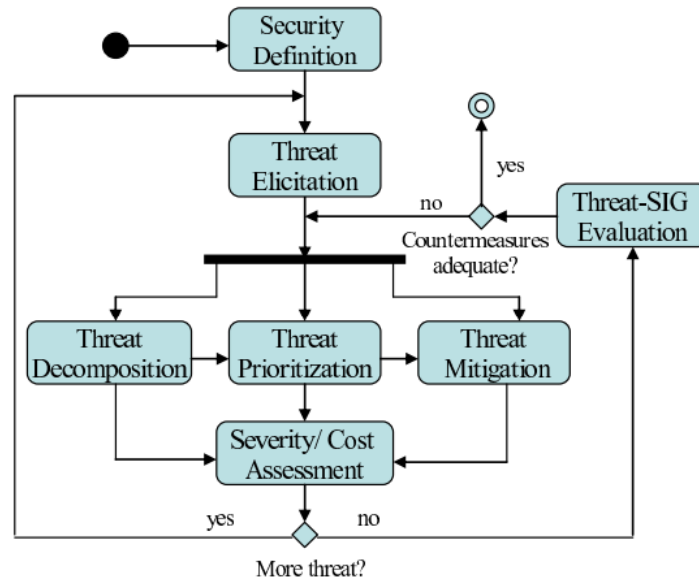 Security
Definition
Threat
Elicitation
yes
no
Threat-SIG
Evaluation
Countermeasures
adequate?
Threat
Decomposition
Threat
Prioritization
Threat
Mitigation
Severity/ Cost
Assessment
yes
no
More threat?